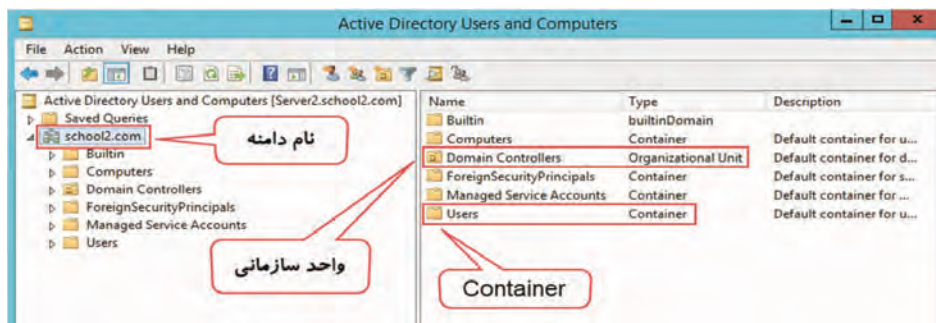 Active Directory Users and Computers
File Action View Help
Active Directory Users and Computers [Server2.school2.com]
Saved Queries
school2.com
Builtin
Computers
Domain Controllers
ForeignSecurityPrincipals
Managed Service Accounts
Users
نام دامنه
واحد سازمانی
Name Type Description
Builtin builtinDomain
Computers Container Default container for u...
Domain Controllers Organizational Unit Default container for d...
ForeignSecurityPrincipals Container Default container for s...
Managed Service Accounts Container Default container for ...
Users Container Default container for u...
Container